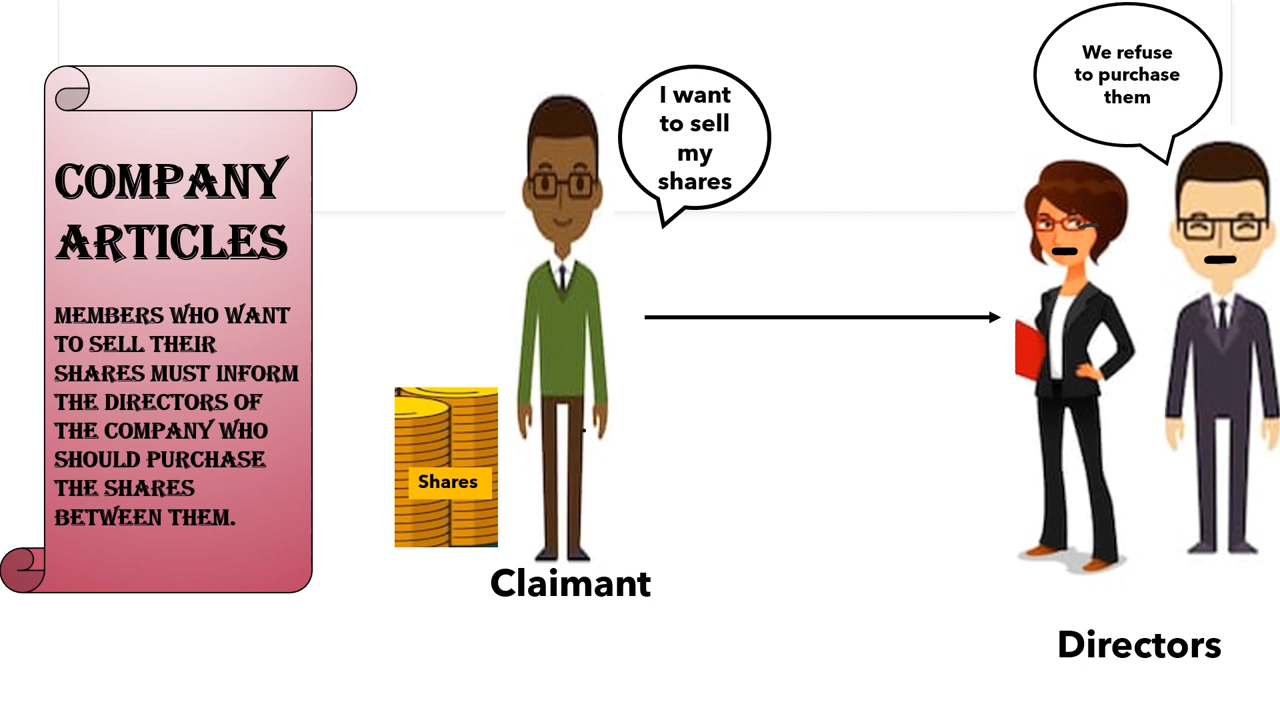 COMPANY
ARTICLES
MEMBERS WHO WANT
TO SELL THEIR
SHARES MUST INFORM
THE DIRECTORS OF
THE COMPANY WHO
SHOULD PURCHASE
THE SHARES
BETWEEN THEM.
I want
to sell
my
shares
We refuse
to purchase
them
Shares
Claimant
Directors